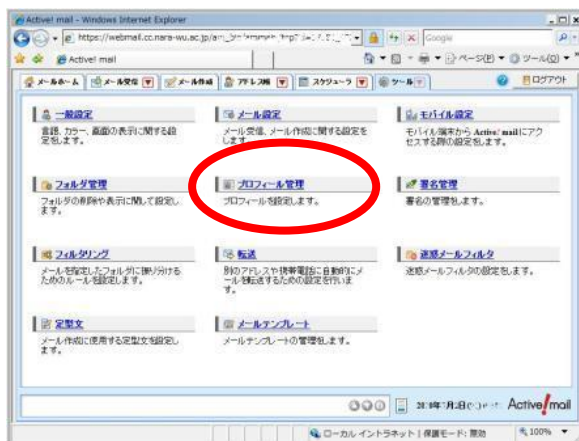 Active! mail - Windows Internet Explorer
https://webmail.cc.nara-wu.ac.jp/
Google
Active! mail
ページ(P) ツール(O)
メールホーム メール受信 メール作成 アドレス帳 スケジューラ ツール ログアウト
一般設定 メール設定 モバイル設定
言語、カラー、画面の表示に関する設定をします。
メール受信、メール作成に関する設定をします。
モバイル端末から Active! mail にアクセスする際の設定をします。
フォルダ管理 プロフィール管理 署名管理
フォルダの削除や表示に関して設定します。
プロフィールを設定します。
署名の管理をします。
フィルタリング 転送 迷惑メールフィルタ
メールを指定したフォルダに振り分けるためのルールを設定します。
別のアドレスや携帯電話に自動的にメールを転送するための設定を行います。
迷惑メールフィルタの設定をします。
定型文 メールテンプレート
メール作成に使用する定型文を設定します。
メールテンプレートの管理をします。
Active! mail
ローカル イントラネット | 保護モード: 無効 100%